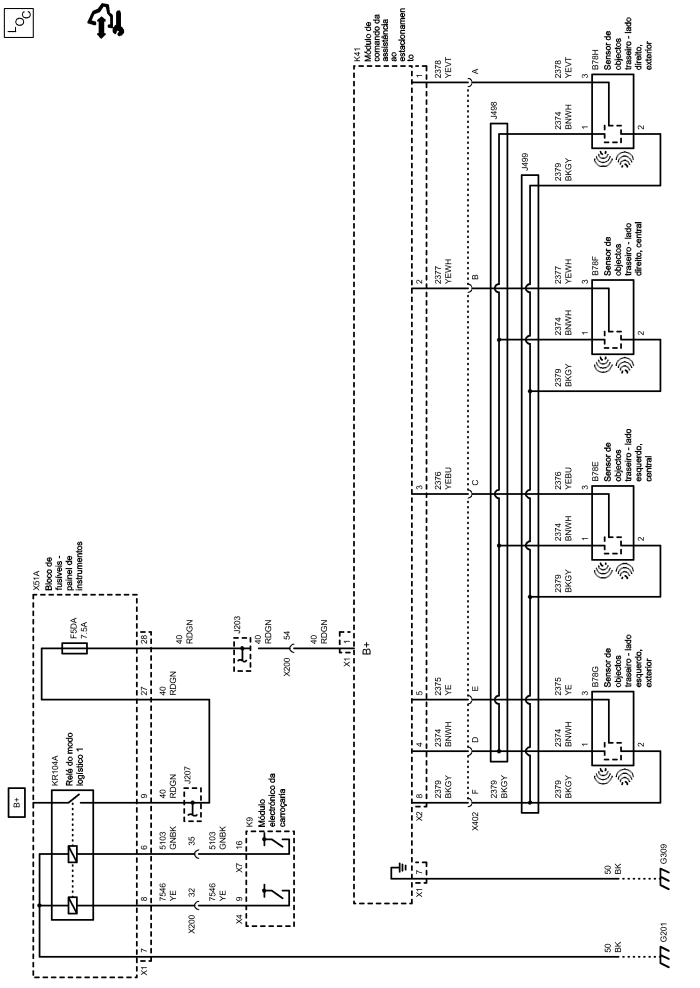 LOC
B+
X51A
Bloco de
fusíveis -
painel de
instrumentos
KR104A
Relé do modo
logístico 1
F5DA
7.5A
X1
7
8
6
9
27
28
7546
YE
5103
GNBK
40
RDGN
40
RDGN
40
RDGN
J207
J203
X200
32
35
7546
YE
5103
GNBK
40
RDGN
54
X200
40
RDGN
X4
9
X7
16
K9
Módulo
electrónico da
carroçaria
X1
1
B+
K41
Módulo de
comando da
assistência
ao
estacionamen
to
X1
7
X2
8
4
5
3
2
1
2379
BKGY
2374
BNWH
2375
YE
2376
YEBU
2377
YEWH
2378
YEVT
X402
F
D
E
C
B
A
2379
BKGY
J498
J499
2379
BKGY
2374
BNWH
2375
YE
2379
BKGY
2374
BNWH
2376
YEBU
2379
BKGY
2374
BNWH
2377
YEWH
2379
BKGY
2374
BNWH
2378
YEVT
1
3
2
B78G
Sensor de
objectos
traseiro - lado
esquerdo,
exterior
1
3
2
B78E
Sensor de
objectos
traseiro - lado
esquerdo,
central
1
3
2
B78F
Sensor de
objectos
traseiro - lado
direito, central
1
3
2
B78H
Sensor de
objectos
traseiro - lado
direito,
exterior
50
BK
G201
50
BK
G309